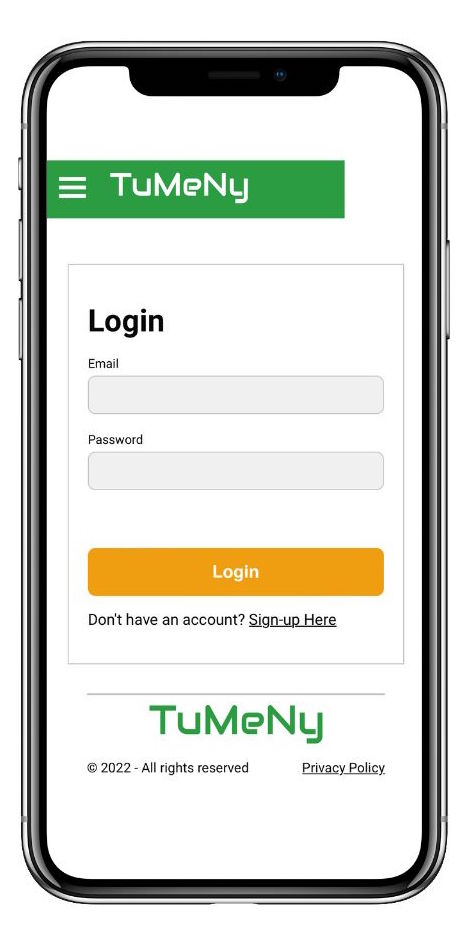 TuMeNy
Login
Email
Password
Login
Don't have an account? Sign-up Here
TuMeNy
© 2022 - All rights reserved Privacy Policy